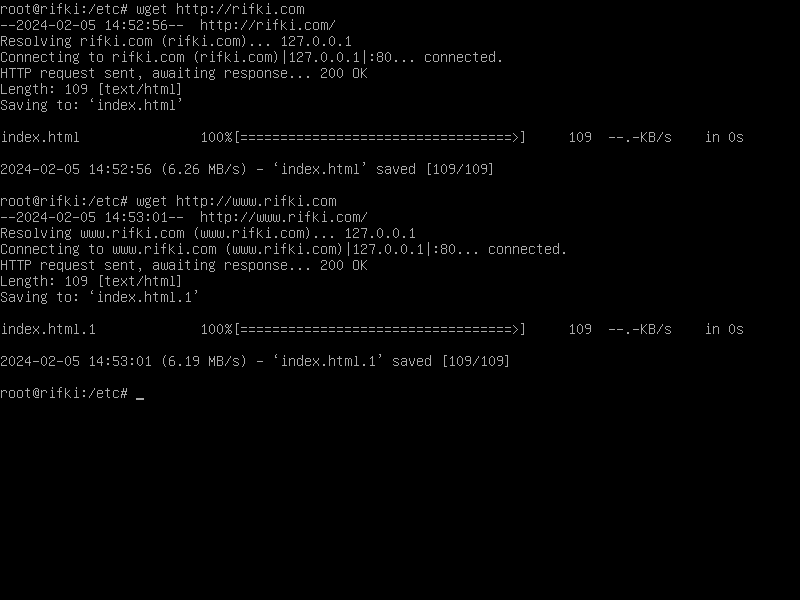 root@rifki:/etc# wget http://rifki.com
--2024-02-05 14:52:56--  http://rifki.com/
Resolving rifki.com (rifki.com)... 127.0.0.1
Connecting to rifki.com (rifki.com)|127.0.0.1|:80... connected.
HTTP request sent, awaiting response... 200 OK
Length: 109 [text/html]
Saving to: ‘index.html’
index.html               100%[==================================>]     109  --.-KB/s    in 0s
2024-02-05 14:52:56 (6.26 MB/s) - ‘index.html’ saved [109/109]
root@rifki:/etc# wget http://www.rifki.com
--2024-02-05 14:53:01--  http://www.rifki.com/
Resolving www.rifki.com (www.rifki.com)... 127.0.0.1
Connecting to www.rifki.com (www.rifki.com)|127.0.0.1|:80... connected.
HTTP request sent, awaiting response... 200 OK
Length: 109 [text/html]
Saving to: ‘index.html.1’
index.html.1             100%[==================================>]     109  --.-KB/s    in 0s
2024-02-05 14:53:01 (6.19 MB/s) - ‘index.html.1’ saved [109/109]
root@rifki:/etc# _